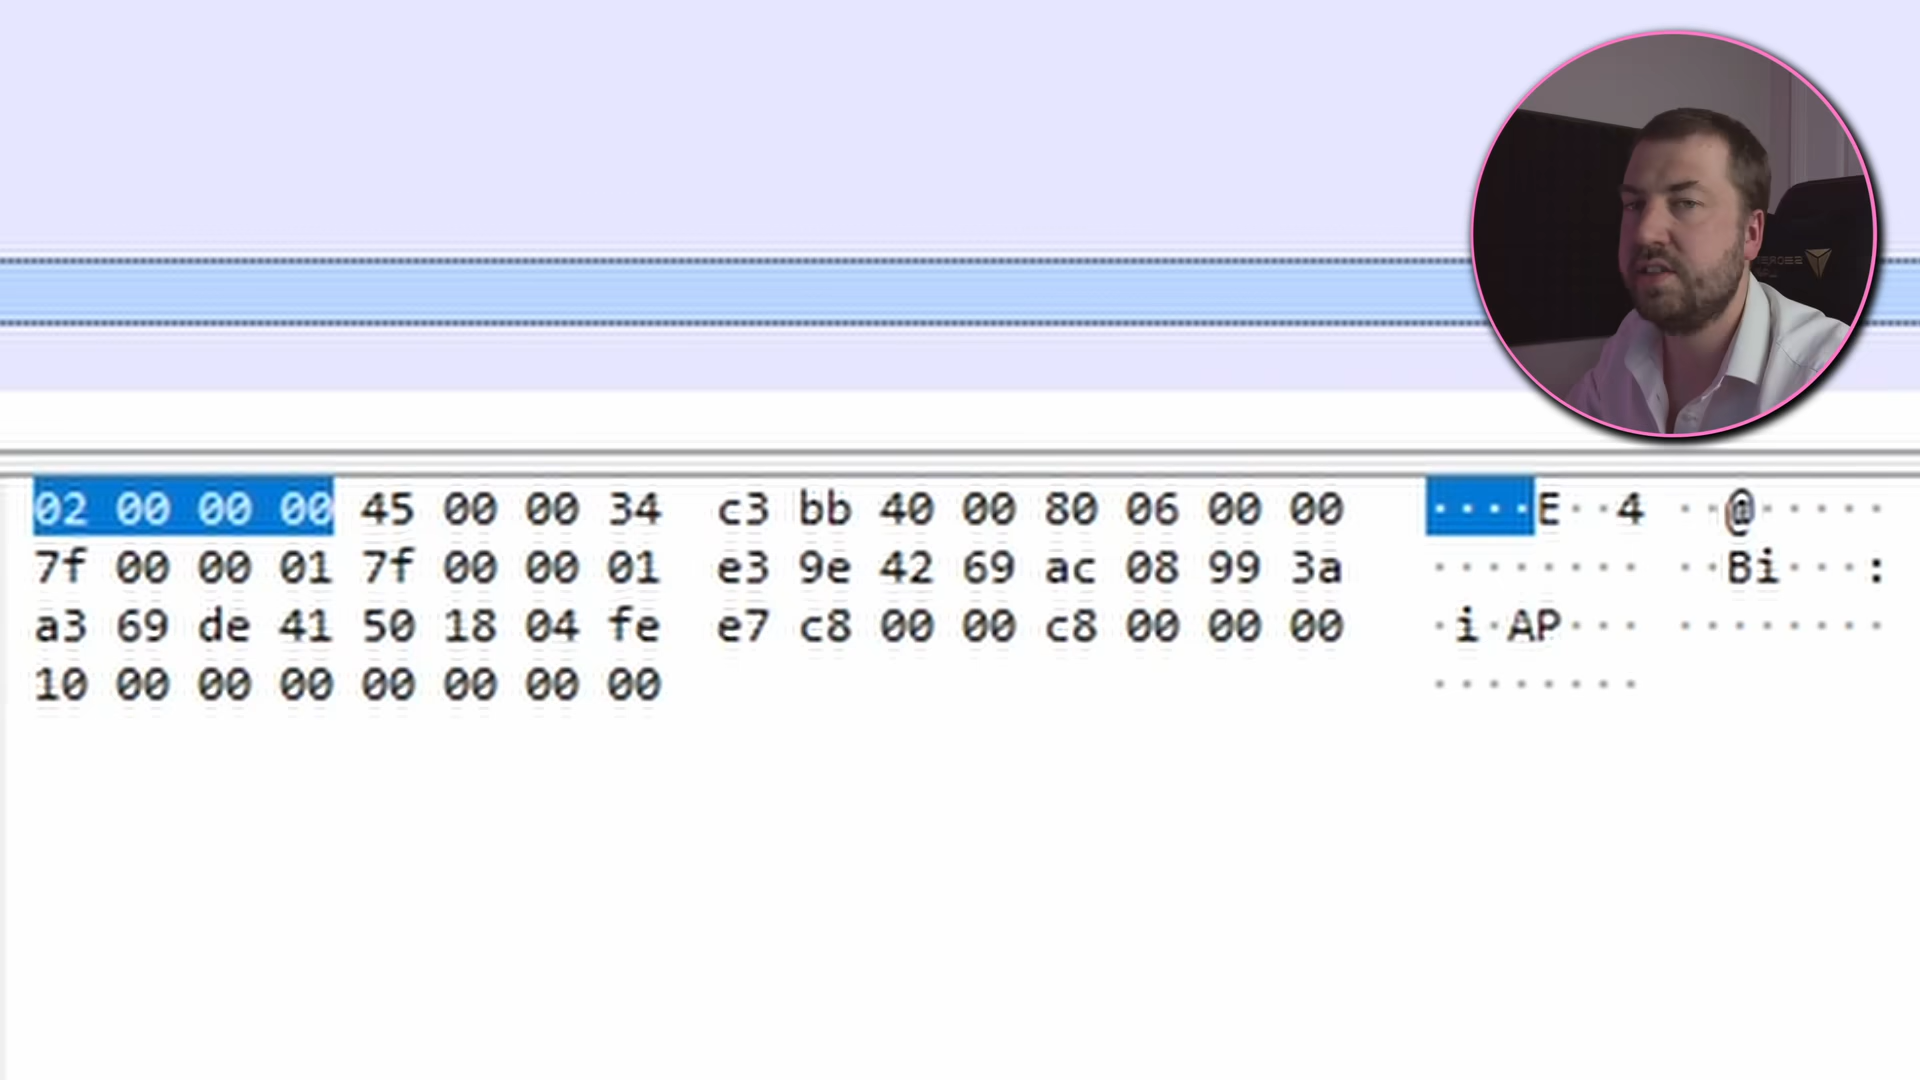 02 00 00 00 45 00 00 34 c3 bb 40 00 80 06 00 00 ····E··4 ··@·····
7f 00 00 01 7f 00 00 01 e3 9e 42 69 ac 08 99 3a ········ ··Bi···:
a3 69 de 41 50 18 04 fe e7 c8 00 00 c8 00 00 00 ·i·AP··· ········
10 00 00 00 00 00 00 00 ········